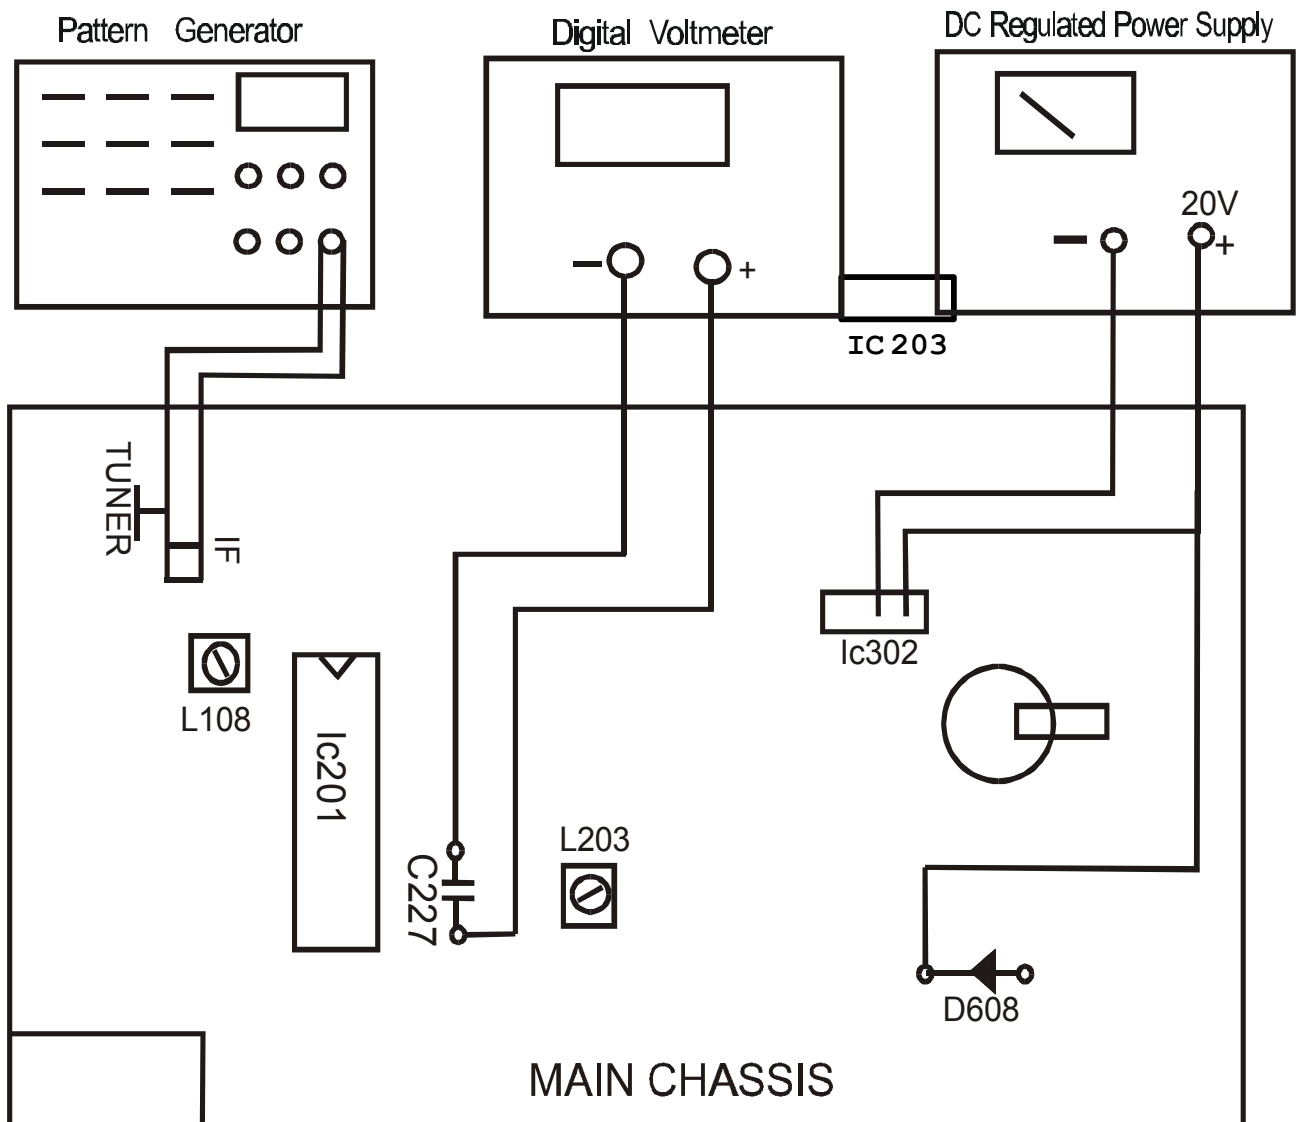 Pattern Generator
Digital Voltmeter
DC Regulated Power Supply
20V
− +
− +
IC 203
TUNER
IF
Ic302
L108
Ic201
L203
C227
D608
MAIN CHASSIS